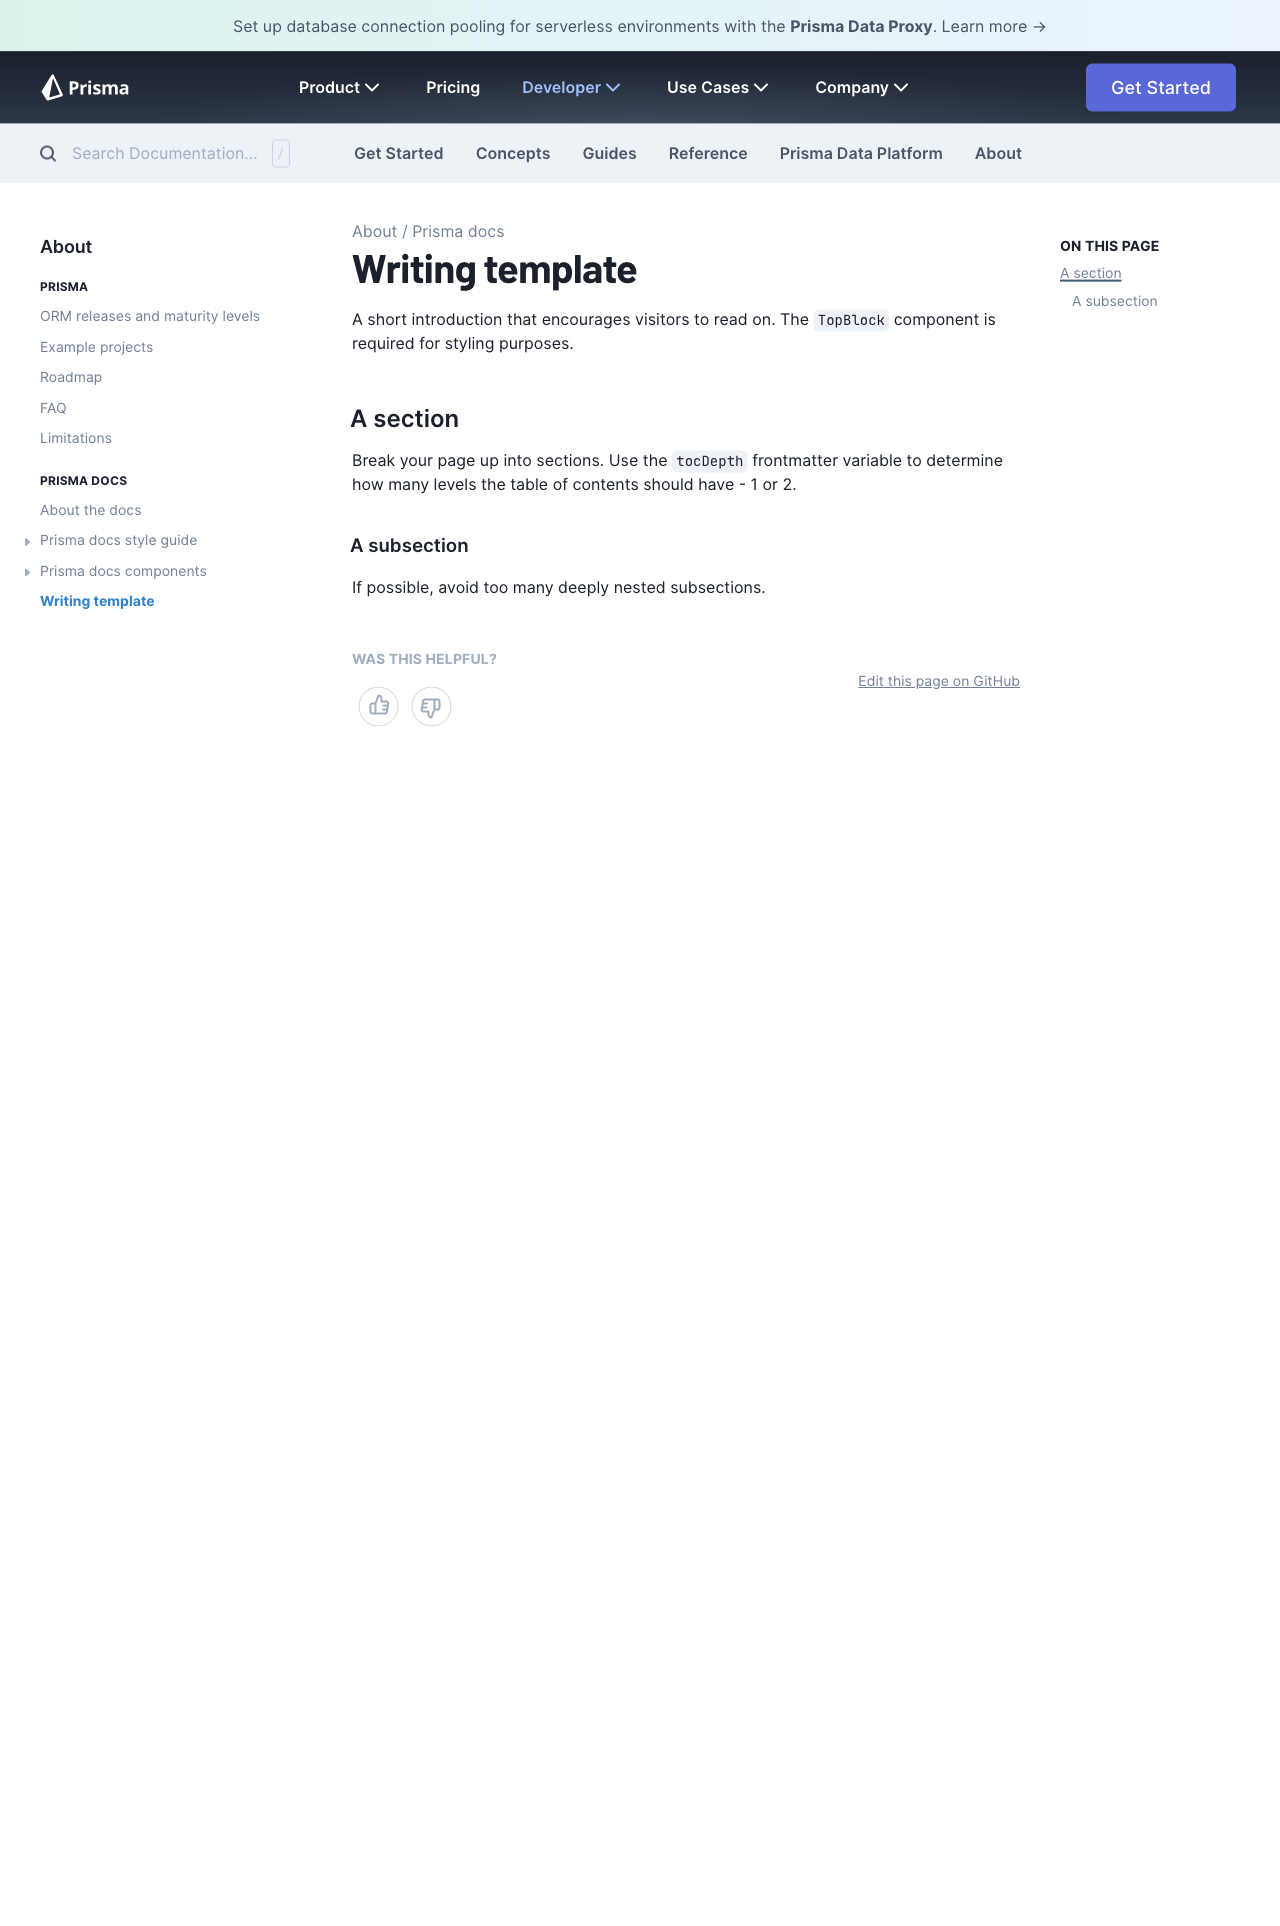 Set up database connection pooling for serverless environments with the Prisma Data Proxy. Learn more →
Prisma
Product
Pricing
Developer
Use Cases
Company
Get Started
Search Documentation...
/
Get Started
Concepts
Guides
Reference
Prisma Data Platform
About
About
PRISMA
ORM releases and maturity levels
Example projects
Roadmap
FAQ
Limitations
PRISMA DOCS
About the docs
Prisma docs style guide
Prisma docs components
Writing template
About / Prisma docs
Writing template
A short introduction that encourages visitors to read on. The TopBlock component is
required for styling purposes.
A section
Break your page up into sections. Use the tocDepth frontmatter variable to determine
how many levels the table of contents should have - 1 or 2.
A subsection
If possible, avoid too many deeply nested subsections.
WAS THIS HELPFUL?
Edit this page on GitHub
ON THIS PAGE
A section
A subsection